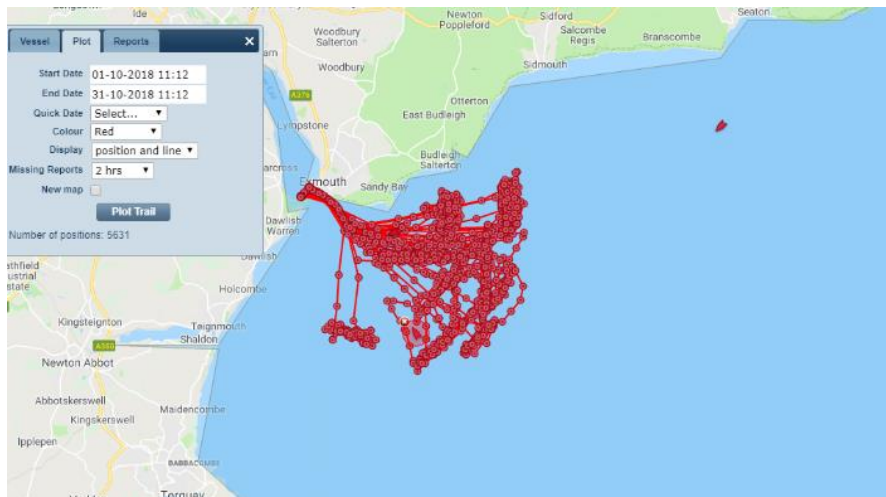 Ide
Newton
Poppleford
Sidford
Seaton
Woodbury
Salterton
Salcombe
Regis
Branscombe
Vessel Plot Reports ×
Sidmouth
Woodbury
Start Date 01-10-2018 11:12
A376
End Date 31-10-2018 11:12
Otterton
Quick Date Select...
East Budleigh
Colour Red
Lympstone
Display position and line
Budleigh
Salterton
Missing Reports 2 hrs
Exmouth
Sandy Bay
New map
Plot Trail
Dawlish
Warren
Number of positions: 5631
Dawlish
Holcombe
Kingsteignton
Teignmouth
Shaldon
A380
Newton Abbot
Abbotskerswell
Maidencombe
Kingskerswell
Ipplepen
BABBACOMBE
Torquay